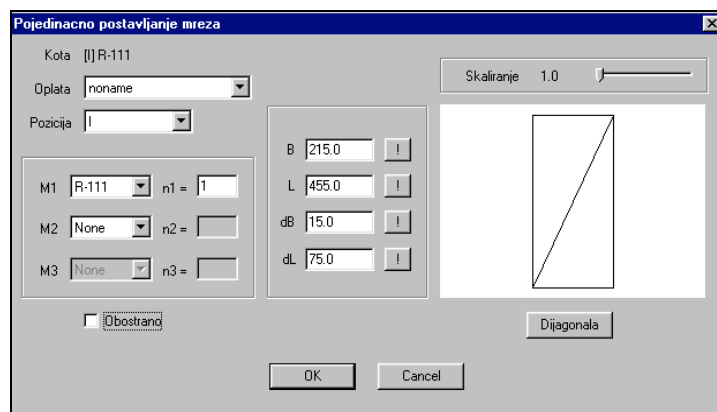 Pojedinacno postavljanje mreza
Kota [I] R-111
Oplata noname
Pozicija I
M1 R-111 n1 = 1
M2 None n2 =
M3 None n3 =
Obostrano
B 215.0 !
L 455.0 !
dB 15.0 !
dL 75.0 !
Skaliranje 1.0
Dijagonala
OK Cancel